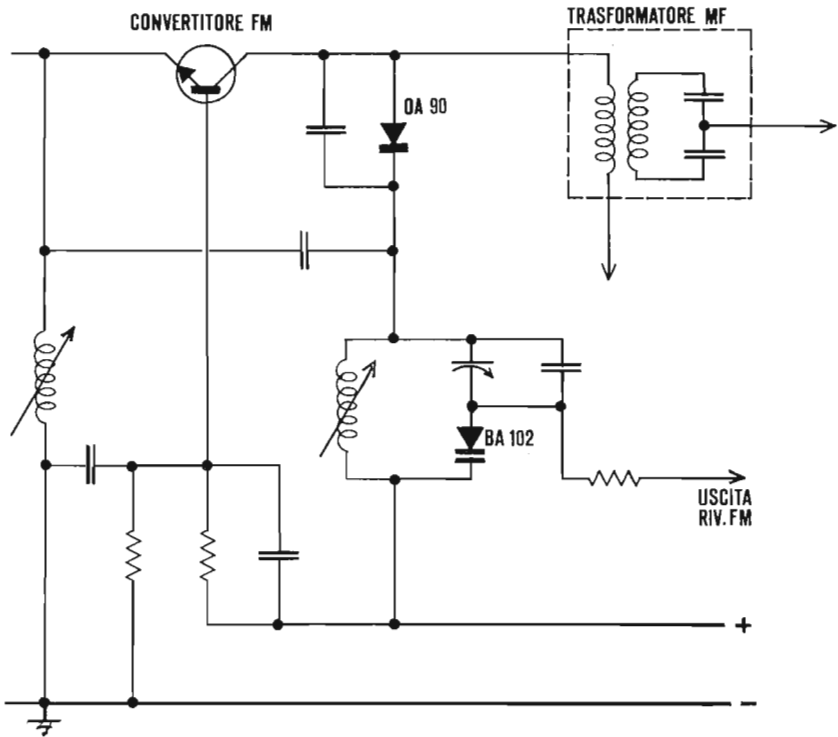 CONVERTITORE FM
TRASFORMATORE MF
OA 90
BA 102
USCITA
RIV. FM
+
-